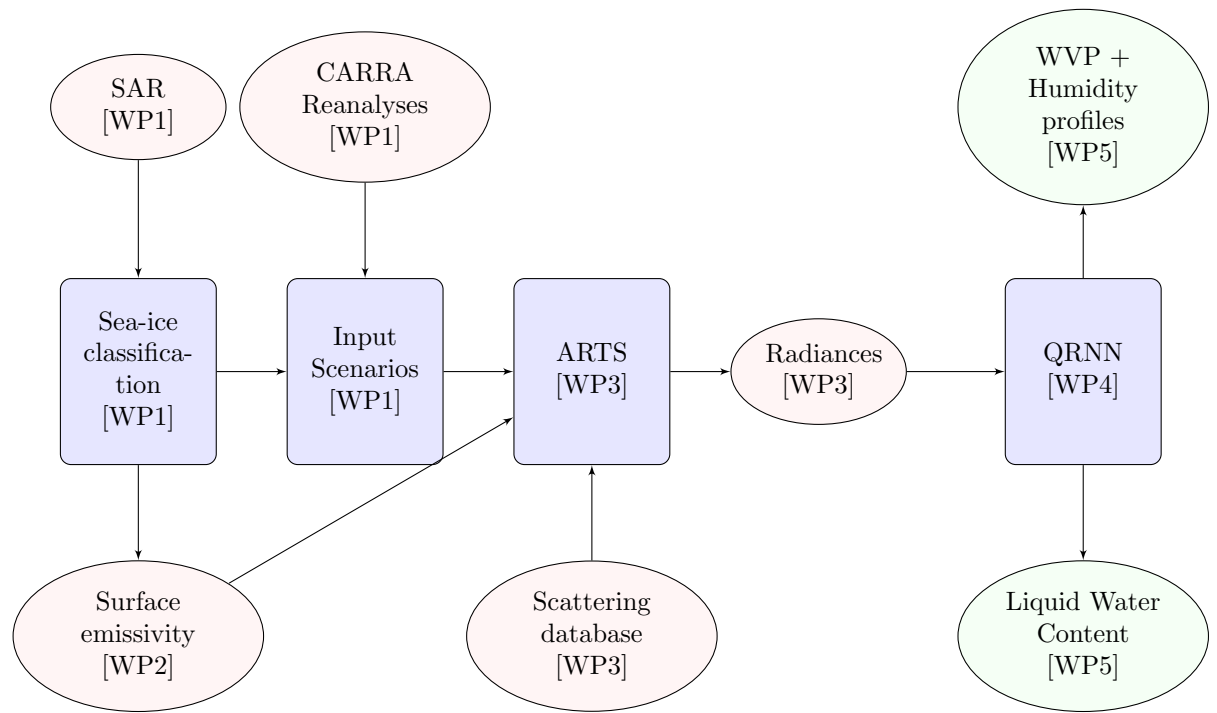 SAR
[WP1]
CARRA
Reanalyses
[WP1]
WVP +
Humidity
profiles
[WP5]
Sea-ice
classifica-
tion
[WP1]
Input
Scenarios
[WP1]
ARTS
[WP3]
Radiances
[WP3]
QRNN
[WP4]
Surface
emissivity
[WP2]
Scattering
database
[WP3]
Liquid Water
Content
[WP5]